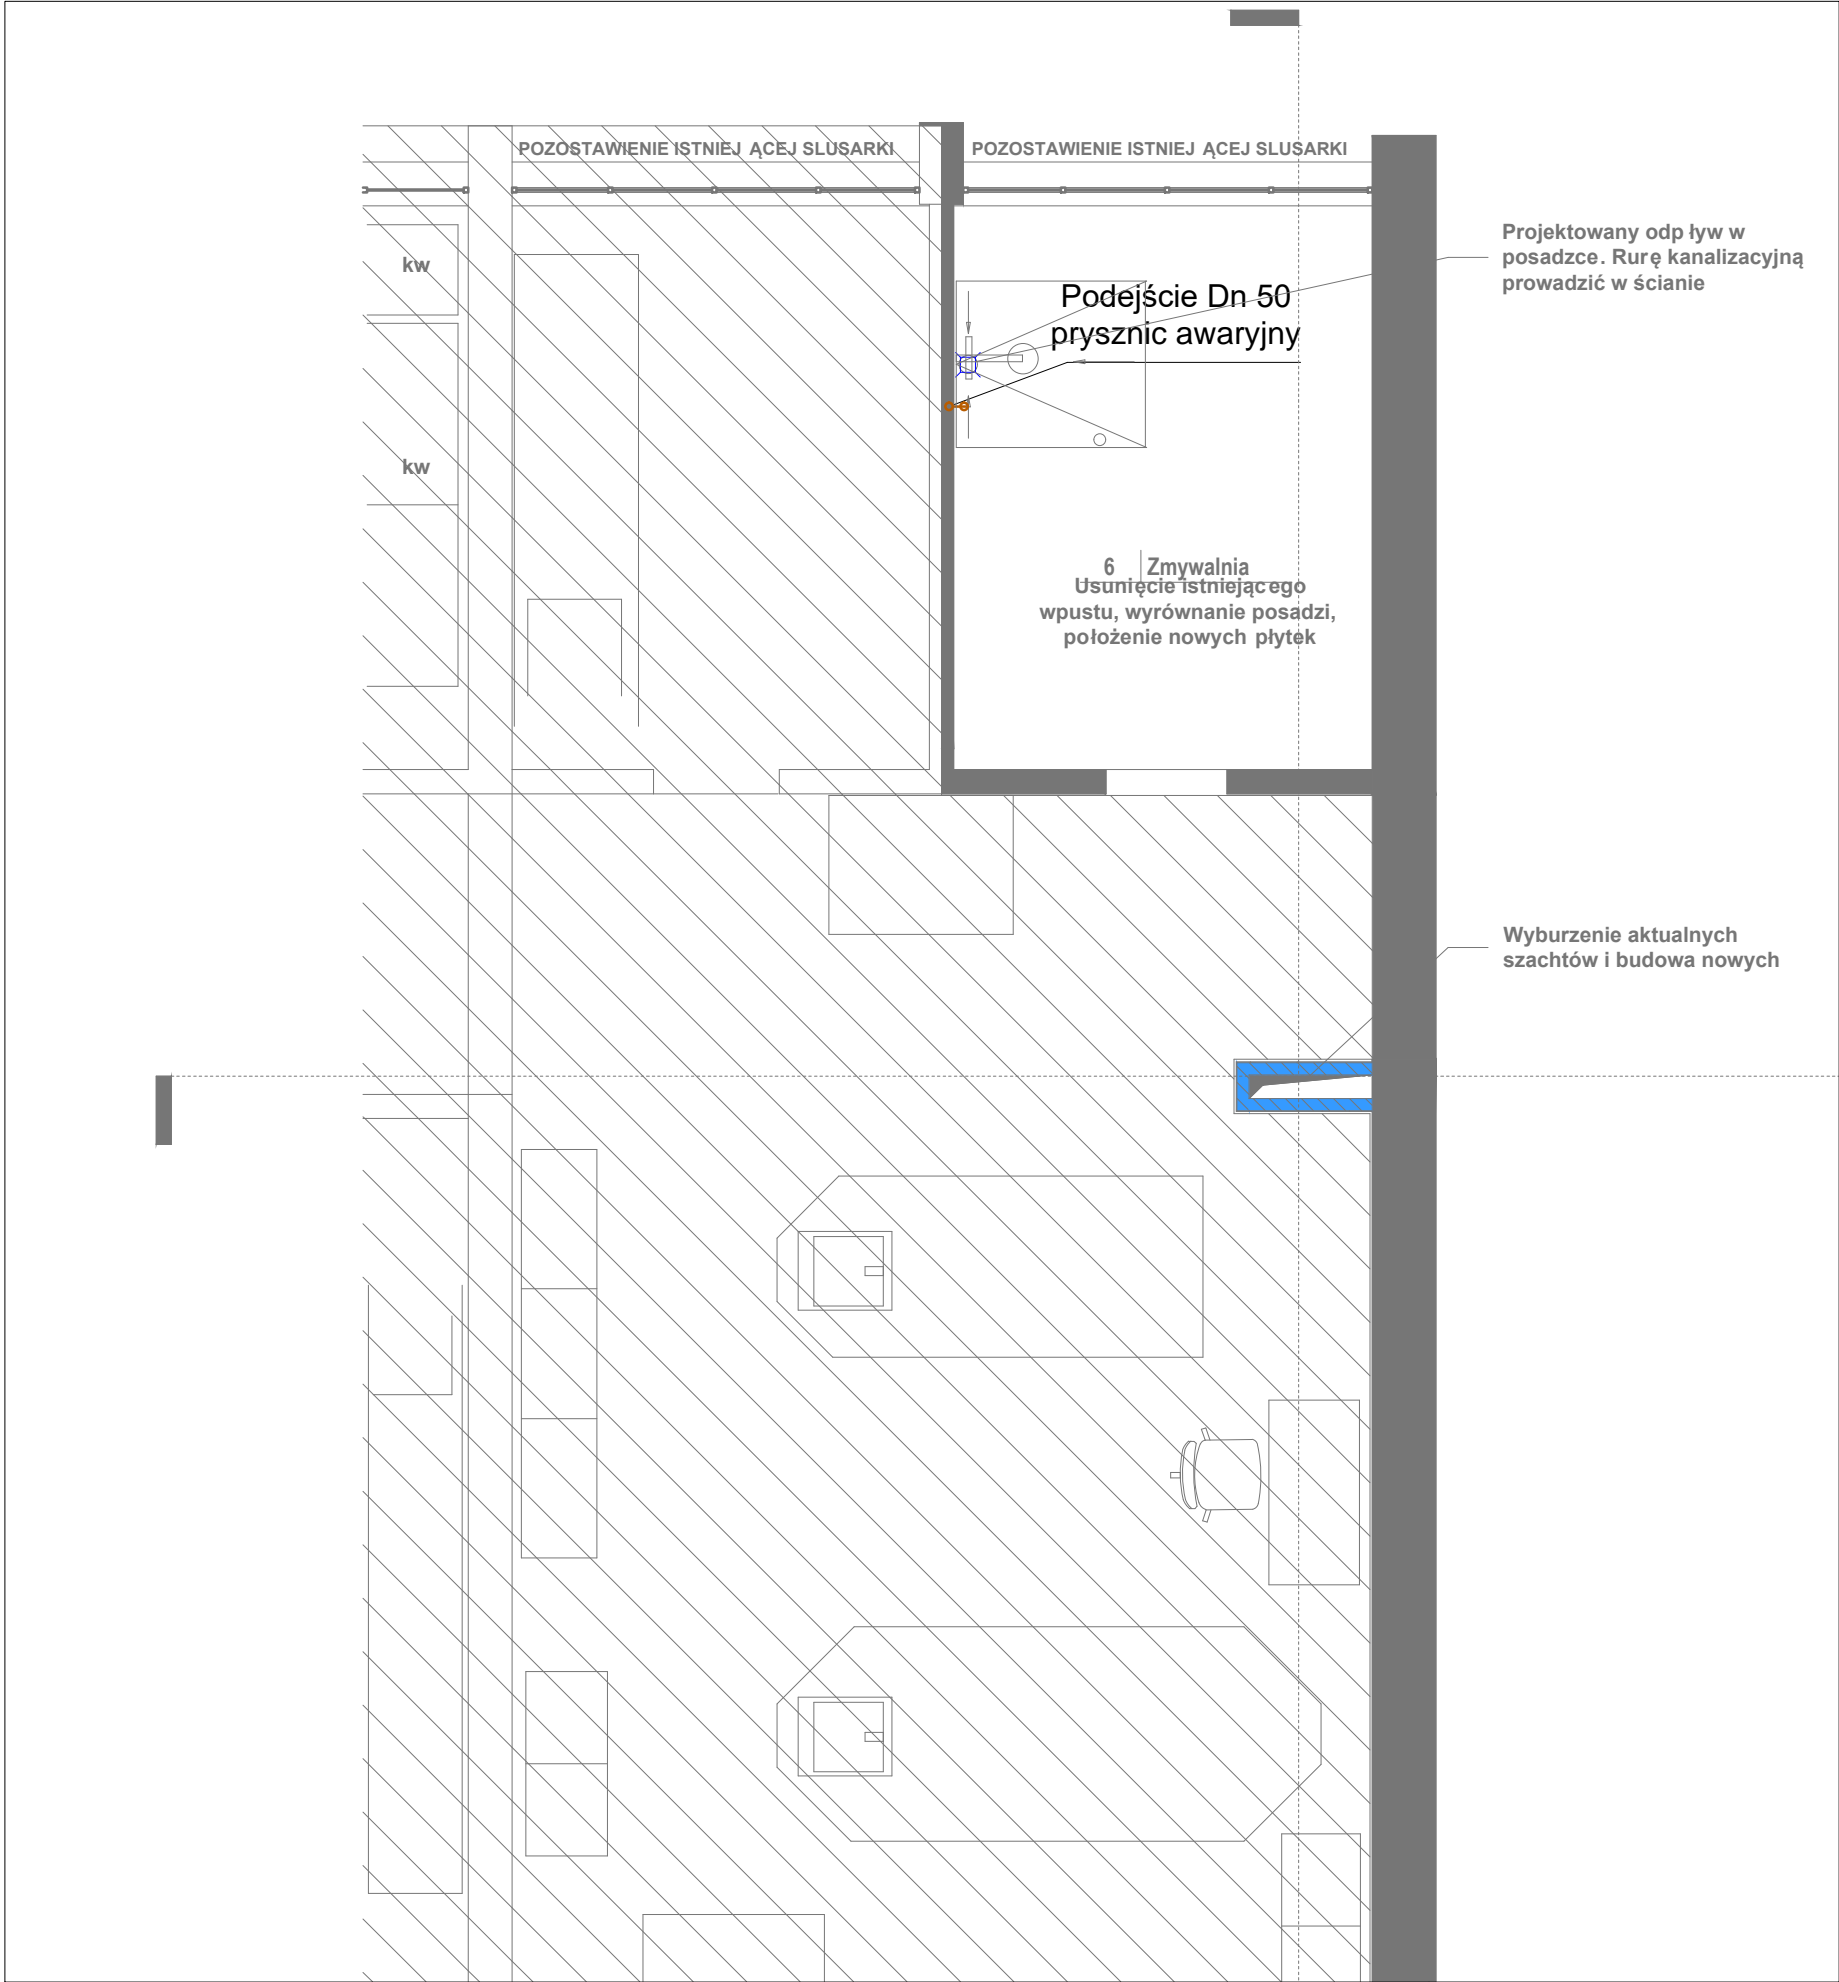 POZOSTAWIENIE ISTNIEJ ĄCEJ SLUSARKI
POZOSTAWIENIE ISTNIEJ ĄCEJ SLUSARKI
Projektowany odp ływ w
posadzce. Rurę kanalizacyjną
prowadzić w ścianie
kw
Podejście Dn 50
prysznic awaryjny
kw
6 Zmywalnia
Usunięcie istniejącego
wpustu, wyrównanie posadzi,
położenie nowych płytek
Wyburzenie aktualnych
szachtów i budowa nowych